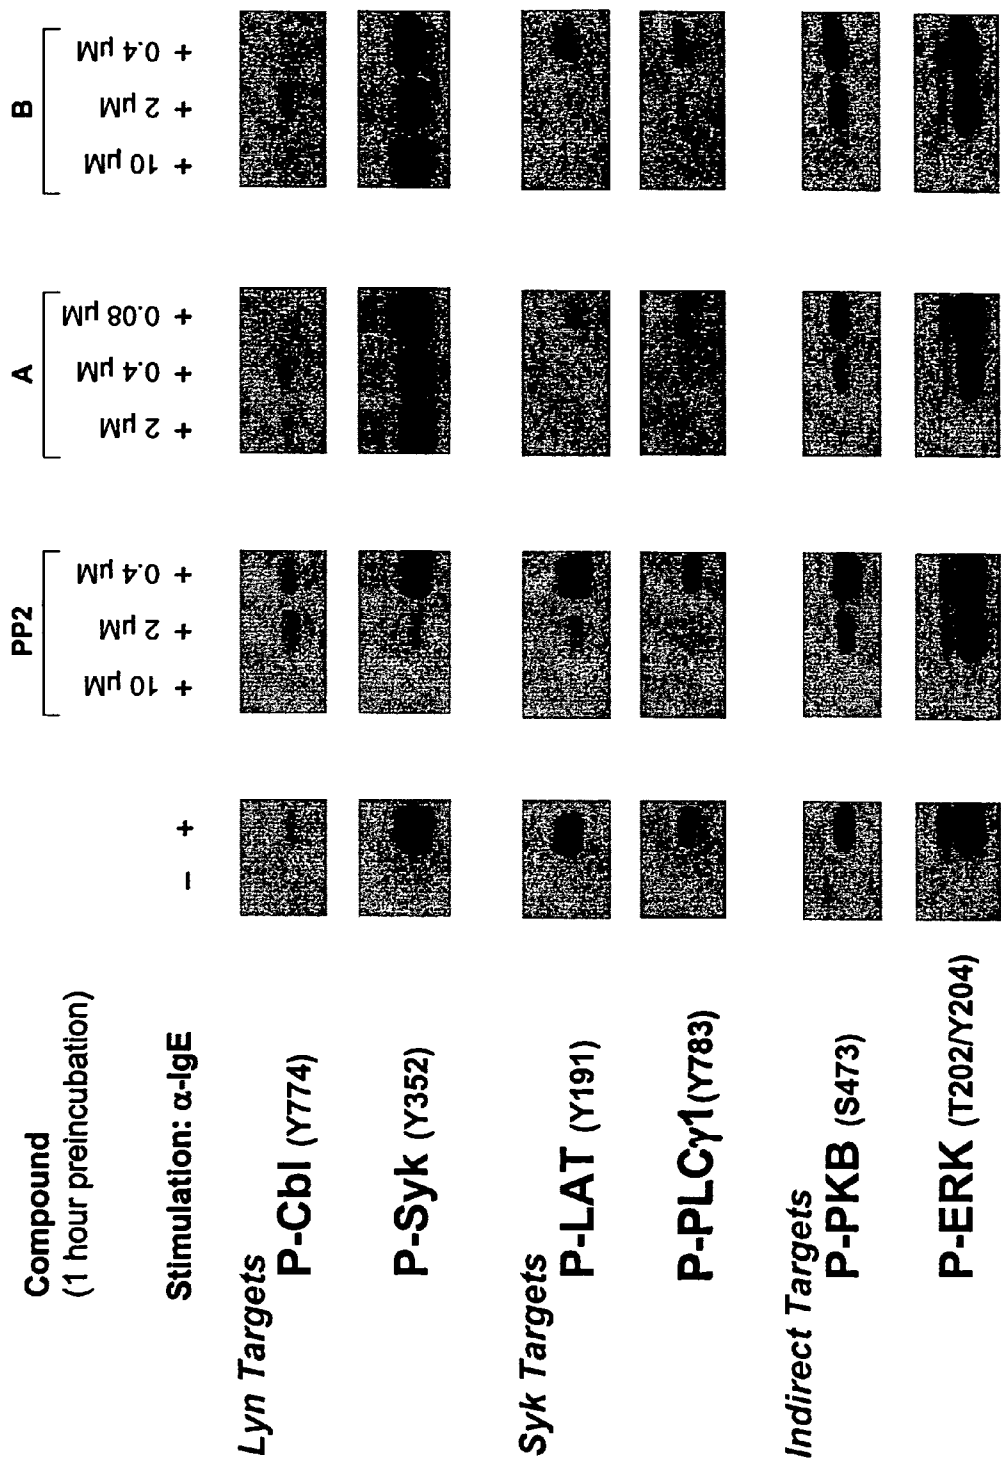 Compound
(1 hour preincubation)
PP2
A
B
10 µM
2 µM
0.4 µM
2 µM
0.4 µM
0.08 µM
10 µM
2 µM
0.4 µM
Stimulation: α-IgE
− + + + + + + + + + +
Lyn Targets
P-Cbl (Y774)
P-Syk (Y352)
Syk Targets
P-LAT (Y191)
P-PLCγ1(Y783)
Indirect Targets
P-PKB (S473)
P-ERK (T202/Y204)